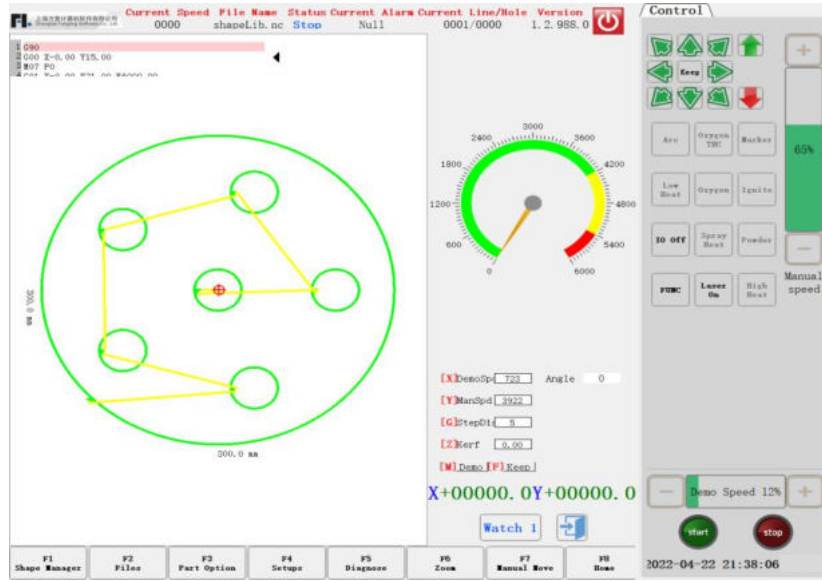 Current Speed File Name Status Current Alarm Current Line/Hole Version
0000 shapeLib.nc Stop Null 0001/0000 1.2.988.0
Control
1 G90
2 G00 X-0.00 Y15.00
3 M07 P0
Keep
Arc Oxygen Marker
65%
Low Heat Oxygen Ignite
IO Off Spray Heat Powder
FUNC Laser On High Heat
Manual speed
3000
2400 3600
1800 4200
1200 4800
600 5400
0 6000
300.0 mm
300.0 mm
[X]DemoSpd 723 Angle 0
[Y]ManSpd 3922
[G]StepDis 5
[Z]Kerf 0.00
[M]Demo [F]Keep
X+00000.0Y+00000.0
Demo Speed 12%
Watch 1
start stop
F1 F2 F3 F4 F5 F6 F7 F8
Shape Manager Files Part Option Setups Diagnose Zoom Manual Move Home
2022-04-22 21:38:06